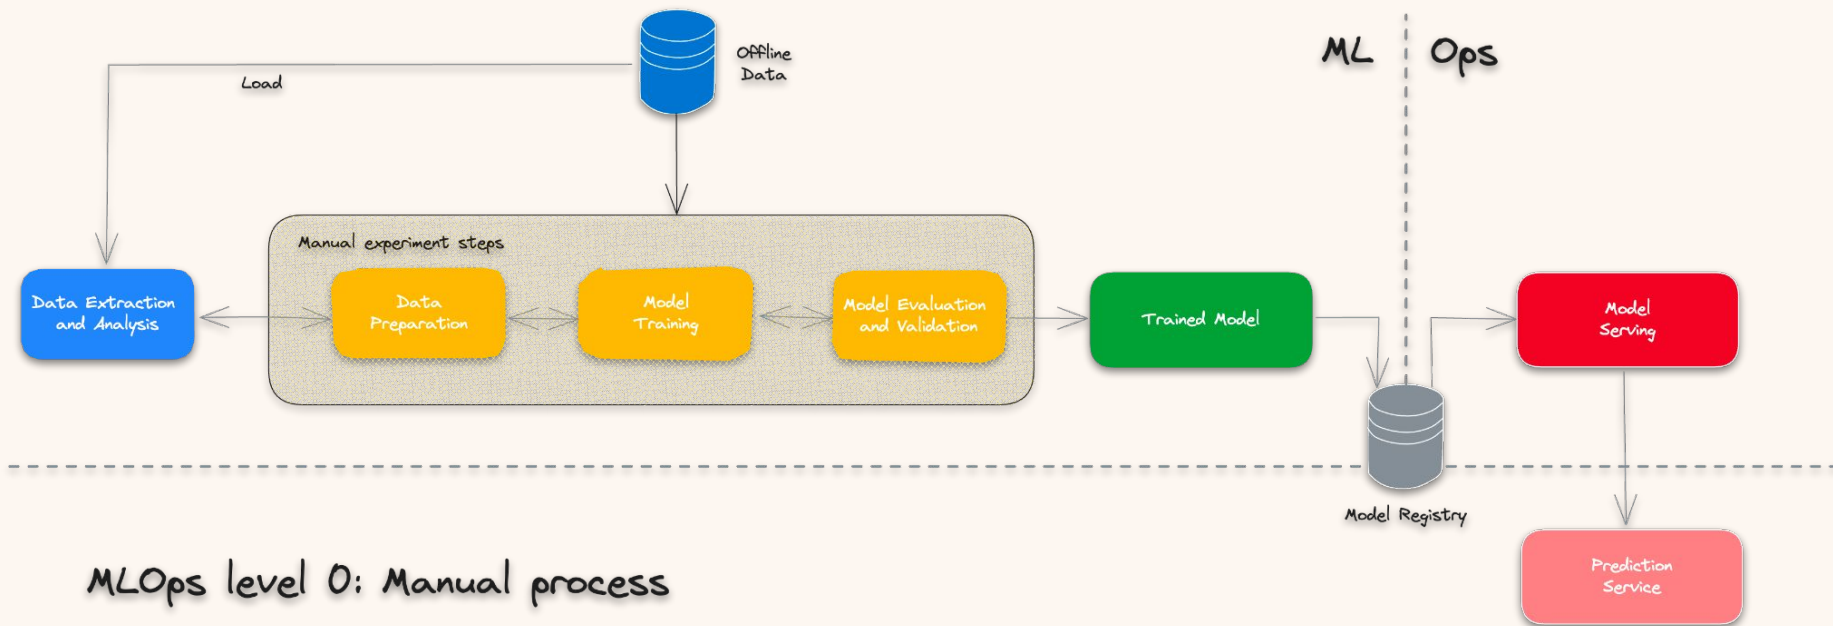 Offline
Data
ML
Ops
Load
Manual experiment steps
Data Extraction
and Analysis
Data
Preparation
Model
Training
Model Evaluation
and Validation
Trained Model
Model
Serving
Model Registry
Prediction
Service
MLOps level 0: Manual process